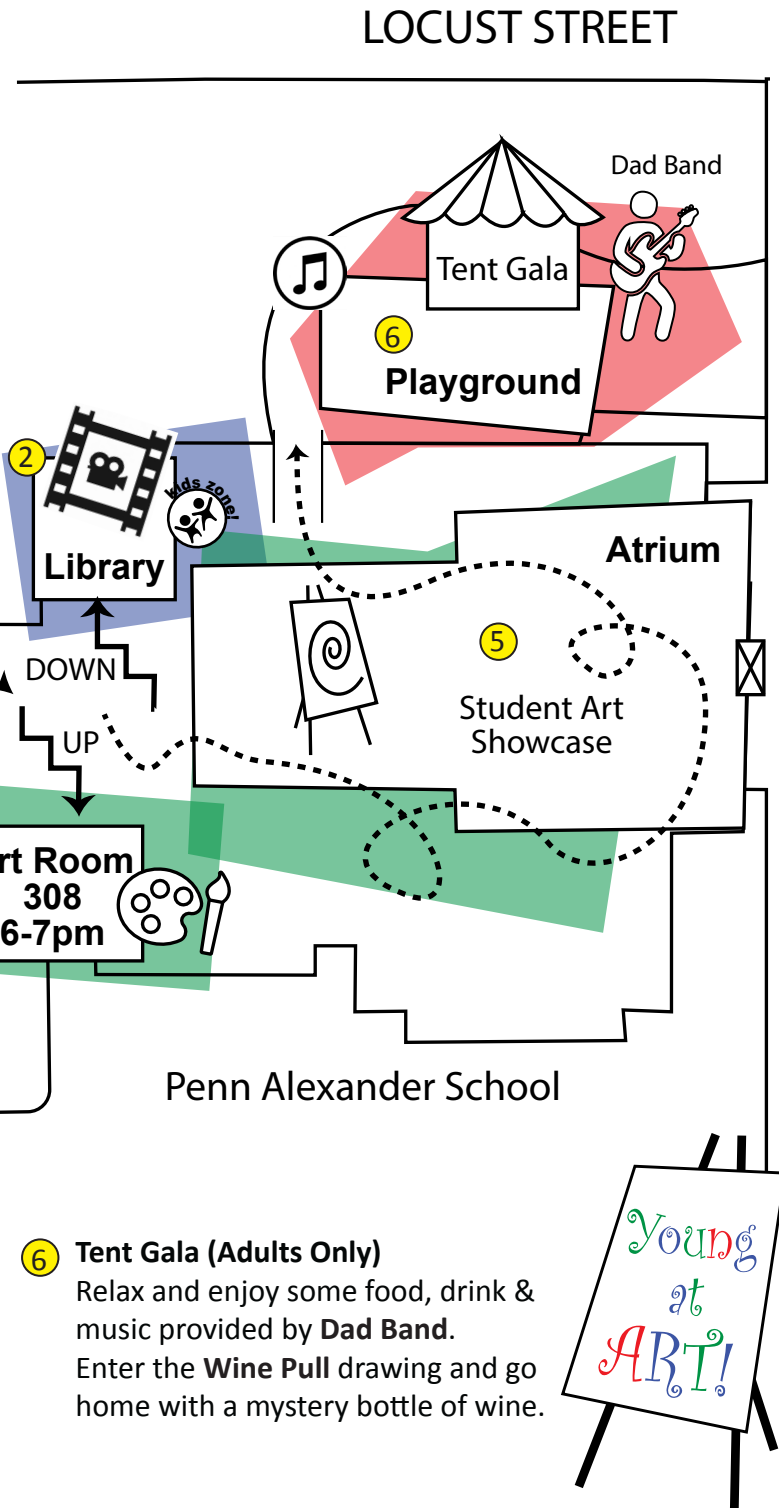 LOCUST STREET
Dad Band
Tent Gala
6
Playground
2
kids zone!
Library
Atrium
5
DOWN
Student Art
Showcase
UP
rt Room
308
6-7pm
Penn Alexander School
6 Tent Gala (Adults Only)
Relax and enjoy some food, drink &
music provided by Dad Band.
Enter the Wine Pull drawing and go
home with a mystery bottle of wine.
Young
at
ART!